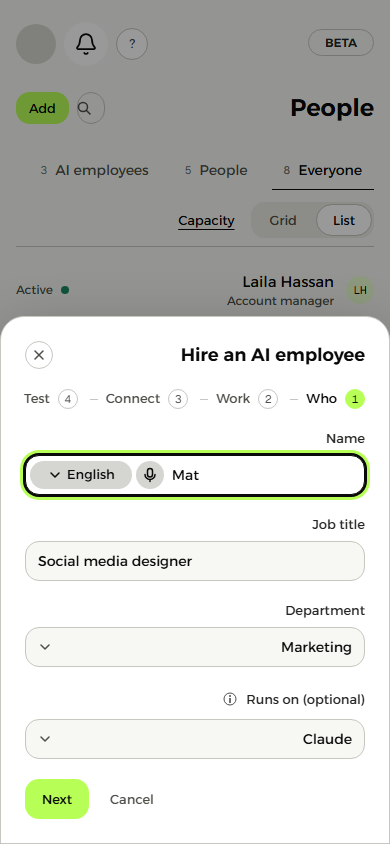 ?
BETA
Add
People
3 AI employees
5 People
8 Everyone
Capacity
Grid
List
Active
Laila Hassan
LH
Account manager
Hire an AI employee
Test 4
Connect 3
Work 2
Who 1
Name
English
Mat
Job title
Social media designer
Department
Marketing
Runs on (optional)
Claude
Next
Cancel